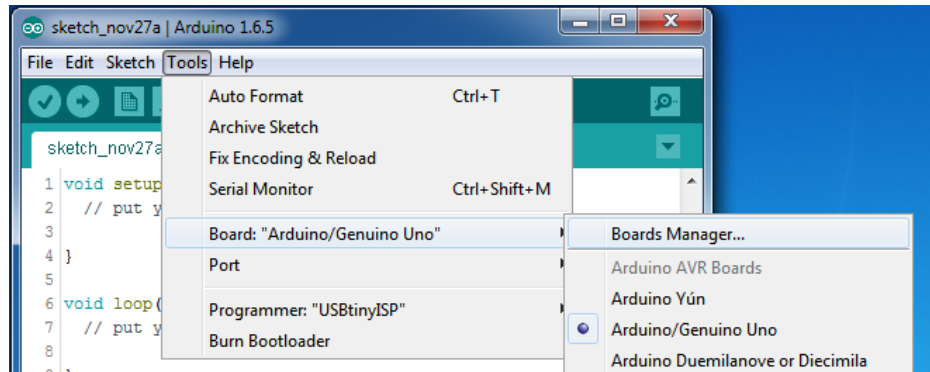 sketch_nov27a | Arduino 1.6.5
File Edit Sketch Tools Help
Auto Format Ctrl+T
Archive Sketch
sketch_nov27a
Fix Encoding & Reload
Serial Monitor Ctrl+Shift+M
1 void setup
2 // put y
3
4 }
5
6 void loop(
7 // put y
8
Board: "Arduino/Genuino Uno"
Port
Programmer: "USBtinyISP"
Burn Bootloader
Boards Manager...
Arduino AVR Boards
Arduino Yún
Arduino/Genuino Uno
Arduino Duemilanove or Diecimila